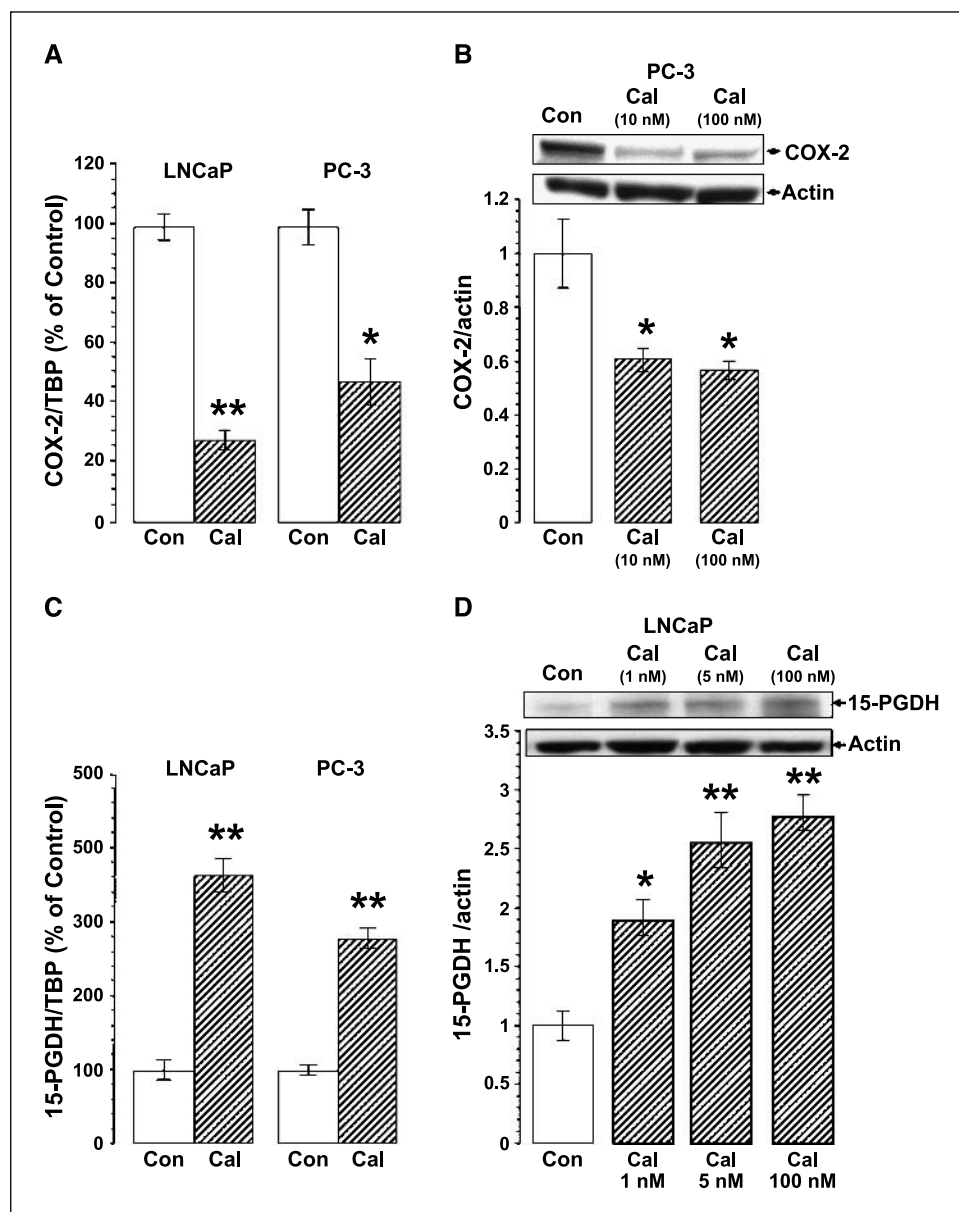 A
120
100
80
60
40
20
0
COX-2/TBP (% of Control)
LNCaP
PC-3
**
*
Con
Cal
Con
Cal
B
PC-3
Con
Cal
(10 nM)
Cal
(100 nM)
COX-2
Actin
1.2
1
0.8
0.6
0.4
0.2
0
COX-2/actin
*
*
Con
Cal
(10 nM)
Cal
(100 nM)
C
500
500
300
200
100
0
15-PGDH/TBP (% of Control)
LNCaP
PC-3
**
**
Con
Cal
Con
Cal
D
LNCaP
Con
Cal
(1 nM)
Cal
(5 nM)
Cal
(100 nM)
15-PGDH
Actin
3.5
3
2.5
2
1.5
1
0.5
0
15-PGDH /actin
*
**
**
Con
Cal
1 nM
Cal
5 nM
Cal
100 nM